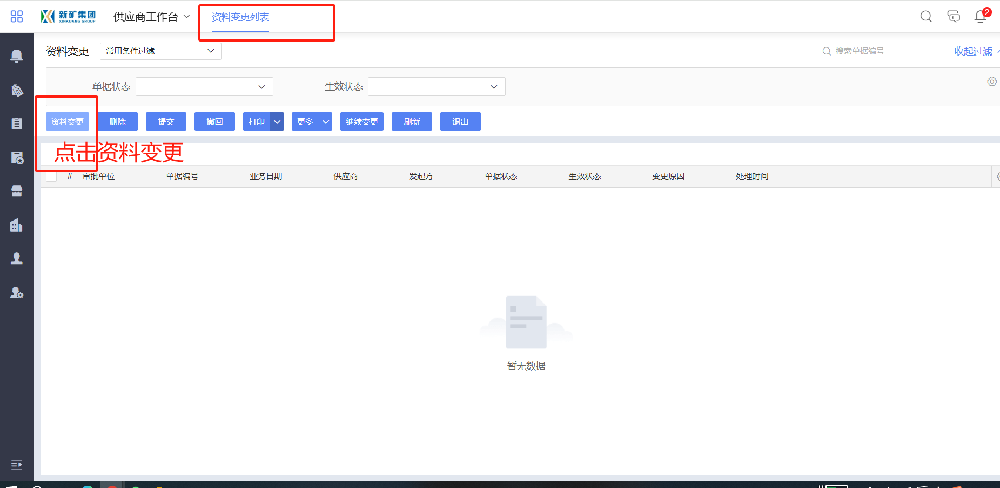 新矿集团
XINKUANG GROUP
供应商工作台
资料变更列表
2
资料变更
常用条件过滤
搜索单据编号
收起过滤
单据状态
生效状态
资料变更
删除
提交
撤回
打印
更多
继续变更
刷新
退出
点击资料变更
# 审批单位 单据编号 业务日期 供应商 发起方 单据状态 生效状态 变更原因 处理时间
暂无数据